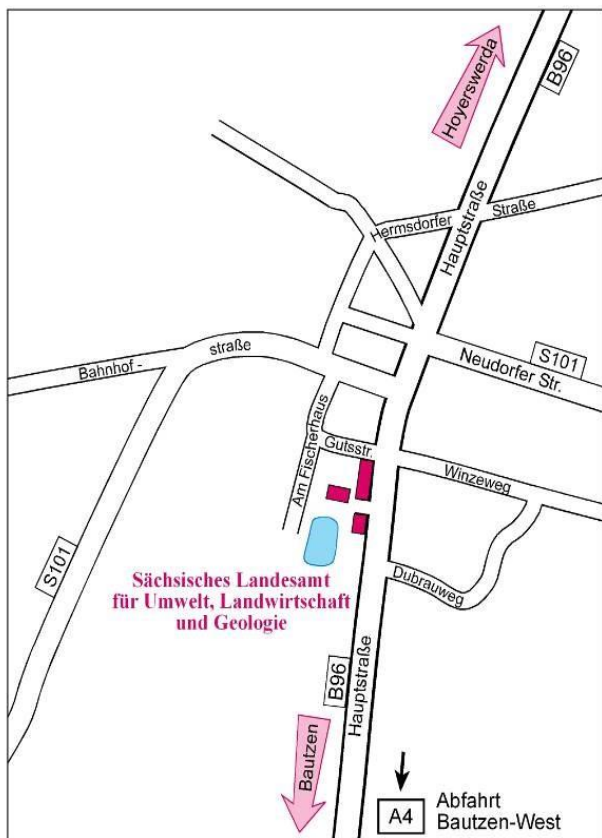 Hoyerswerda
B96
Hauptstraße
Hermsdorfer
Straße
straße
Bahnhof -
S101
Neudorfer Str.
Am Fischerhaus
Gutsstr.
Winzeweg
S101
Dubrauweg
Sächsisches Landesamt
für Umwelt, Landwirtschaft
und Geologie
B96
Hauptstraße
Bautzen
A4
Abfahrt
Bautzen-West